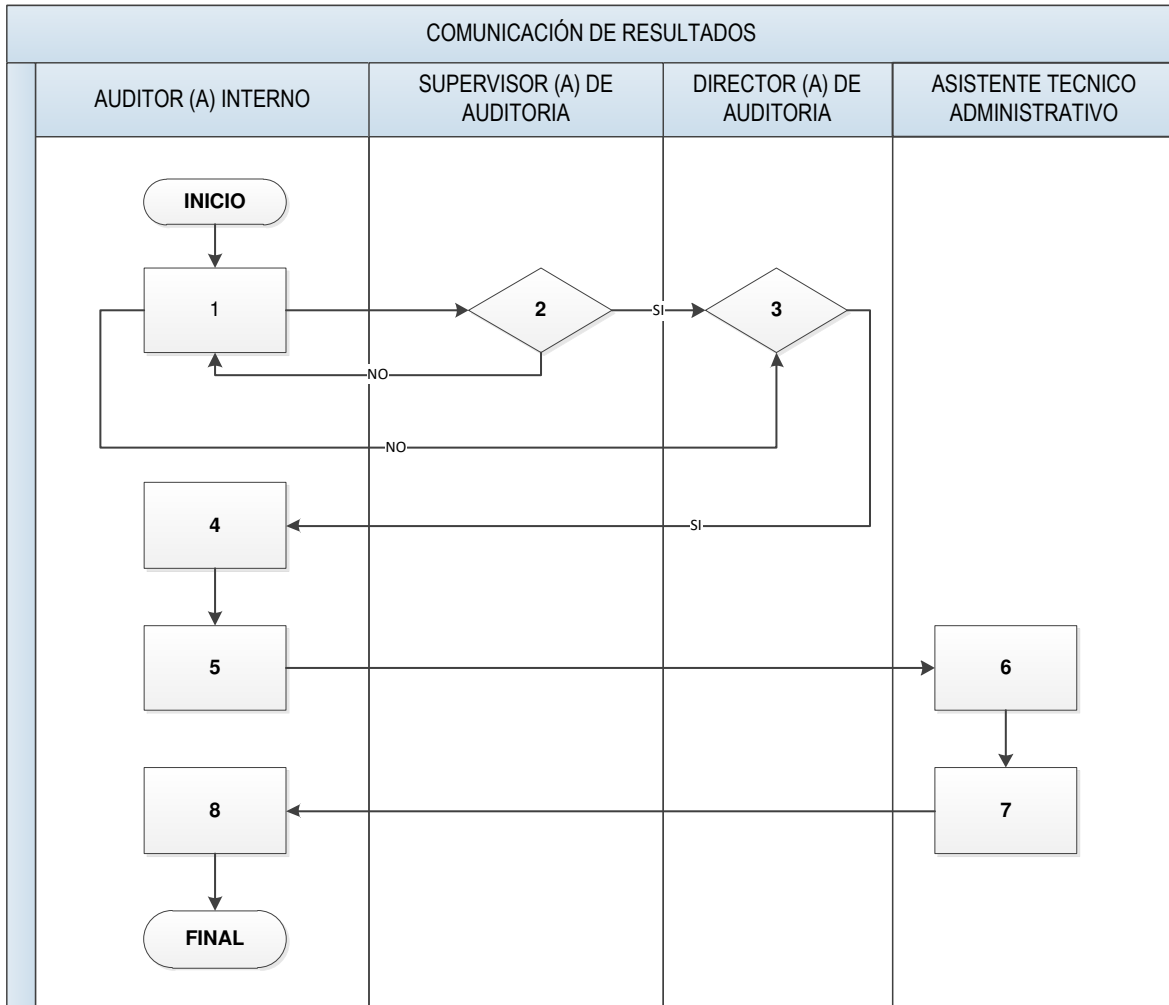 COMUNICACIÓN DE RESULTADOS
AUDITOR (A) INTERNO
SUPERVISOR (A) DE
AUDITORIA
DIRECTOR (A) DE
AUDITORIA
ASISTENTE TECNICO
ADMINISTRATIVO
INICIO
1
2
SI
3
NO
NO
4
SI
5
6
8
7
FINAL